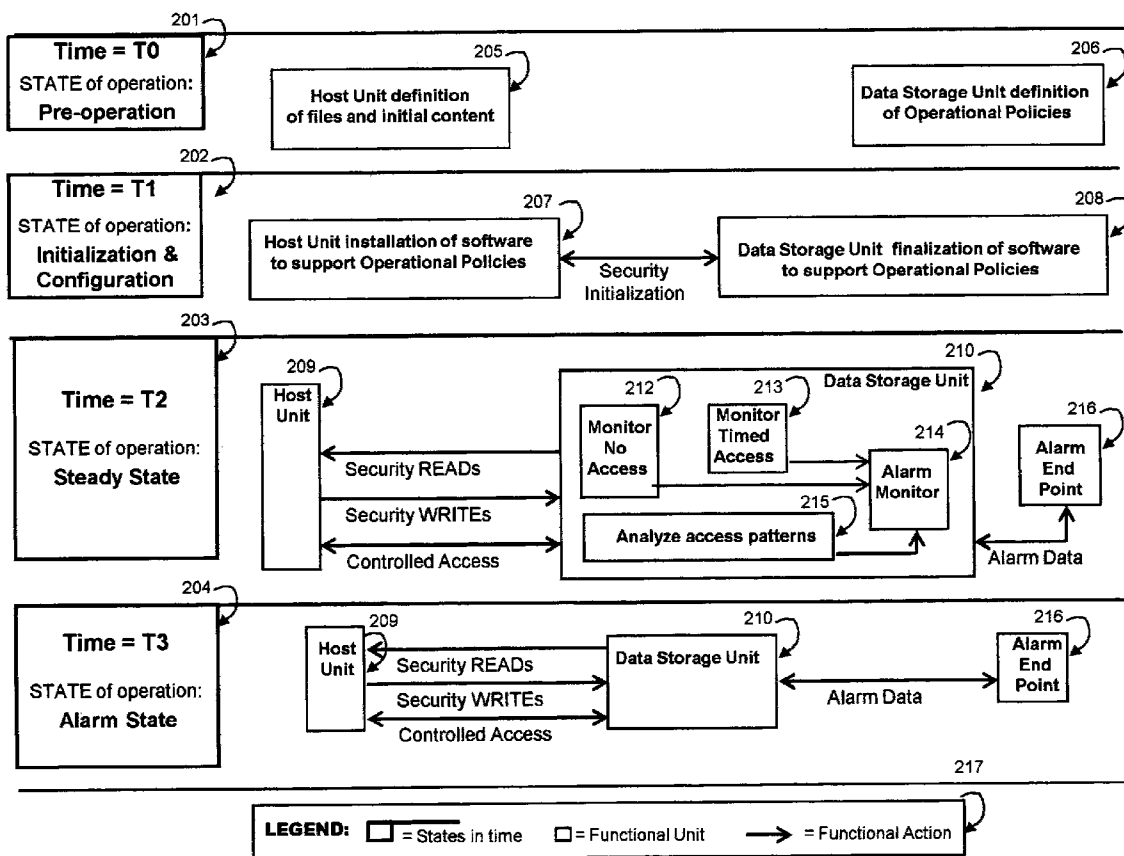 201
Time = T0
STATE of operation:
Pre-operation
205
Host Unit definition
of files and initial content
206
Data Storage Unit definition
of Operational Policies
202
Time = T1
STATE of operation:
Initialization &
Configuration
207
Host Unit installation of software
to support Operational Policies
Security
Initialization
208
Data Storage Unit finalization of software
to support Operational Policies
203
Time = T2
STATE of operation:
Steady State
209
Host
Unit
Security READs
Security WRITEs
Controlled Access
210
Data Storage Unit
212
Monitor
No
Access
213
Monitor
Timed
Access
214
Alarm
Monitor
215
Analyze access patterns
216
Alarm
End
Point
Alarm Data
204
Time = T3
STATE of operation:
Alarm State
209
Host
Unit
Security READs
Security WRITEs
Controlled Access
210
Data Storage Unit
Alarm Data
216
Alarm
End
Point
217
LEGEND: = States in time = Functional Unit = Functional Action